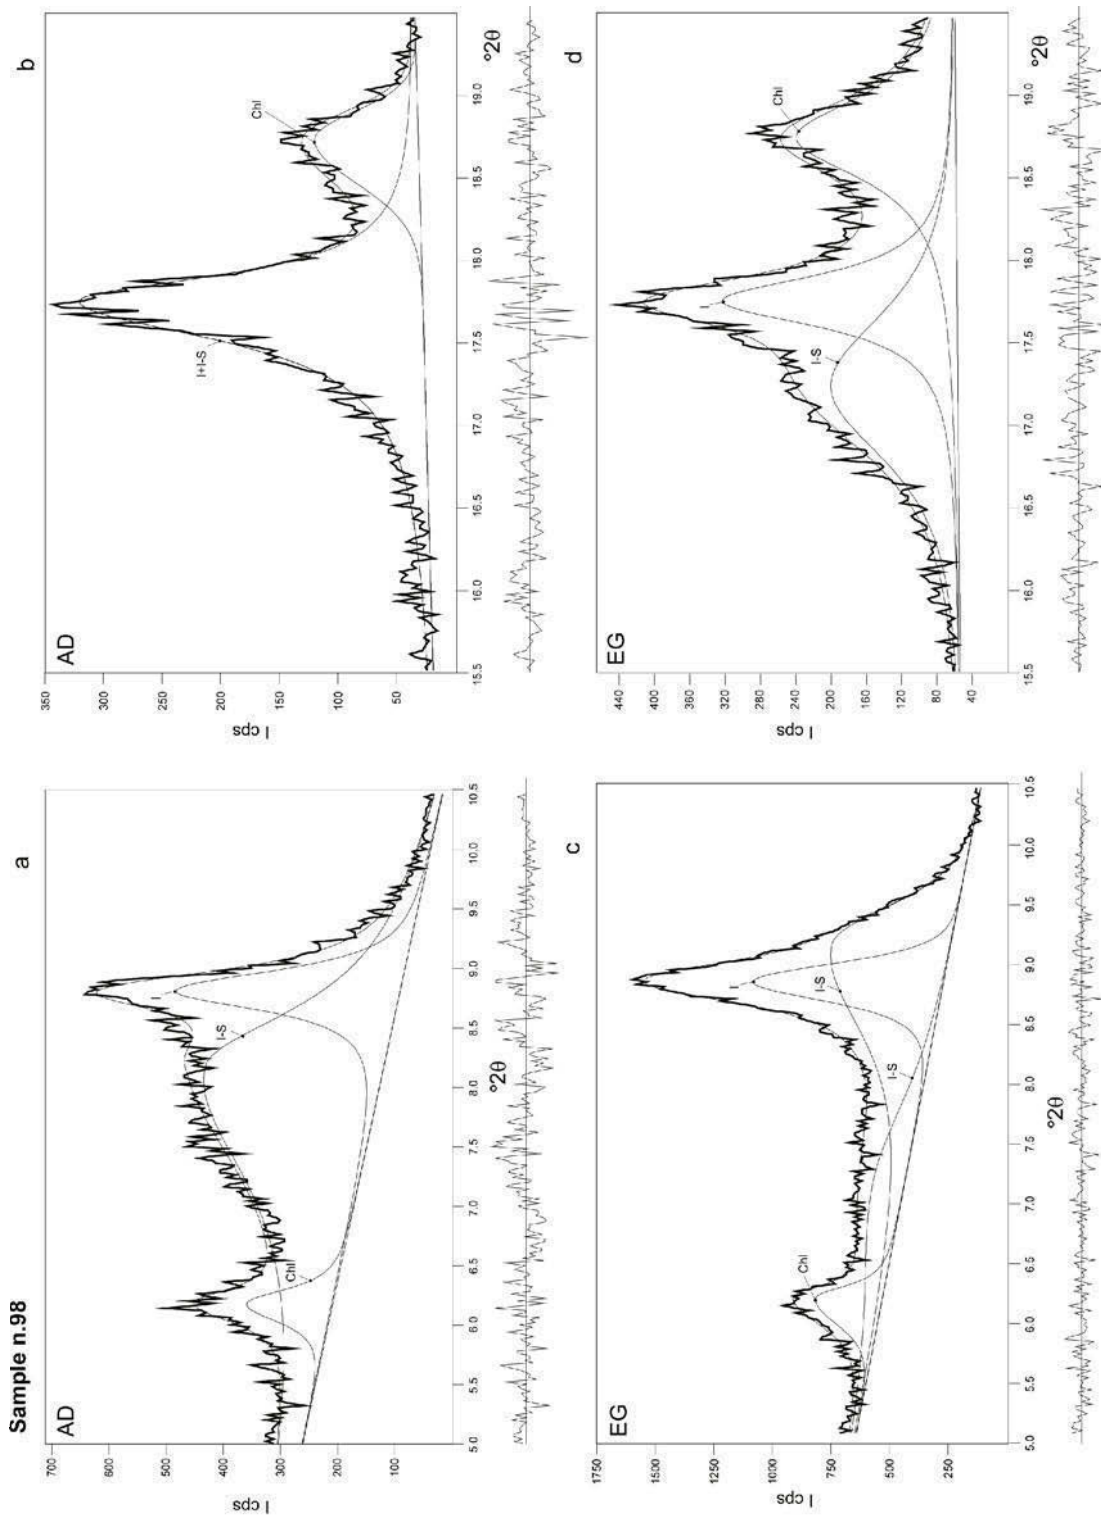 Sample n.98
a
AD
I cps
700
600
500
400
300
200
100
Chl
I-S
I
5.0
5.5
6.0
6.5
7.0
7.5
8.0
8.5
9.0
9.5
10.0
10.5
°2θ
b
AD
I cps
350
300
250
200
150
100
50
I+I-S
Chl
15.5
16.0
16.5
17.0
17.5
18.0
18.5
19.0
°2θ
c
EG
I cps
1750
1500
1250
1000
750
500
250
Chl
I-S
I-S
I
5.0
5.5
6.0
6.5
7.0
7.5
8.0
8.5
9.0
9.5
10.0
10.5
°2θ
d
EG
I cps
440
400
360
320
280
240
200
160
120
80
40
I-S
I
Chl
15.5
16.0
16.5
17.0
17.5
18.0
18.5
19.0
°2θ